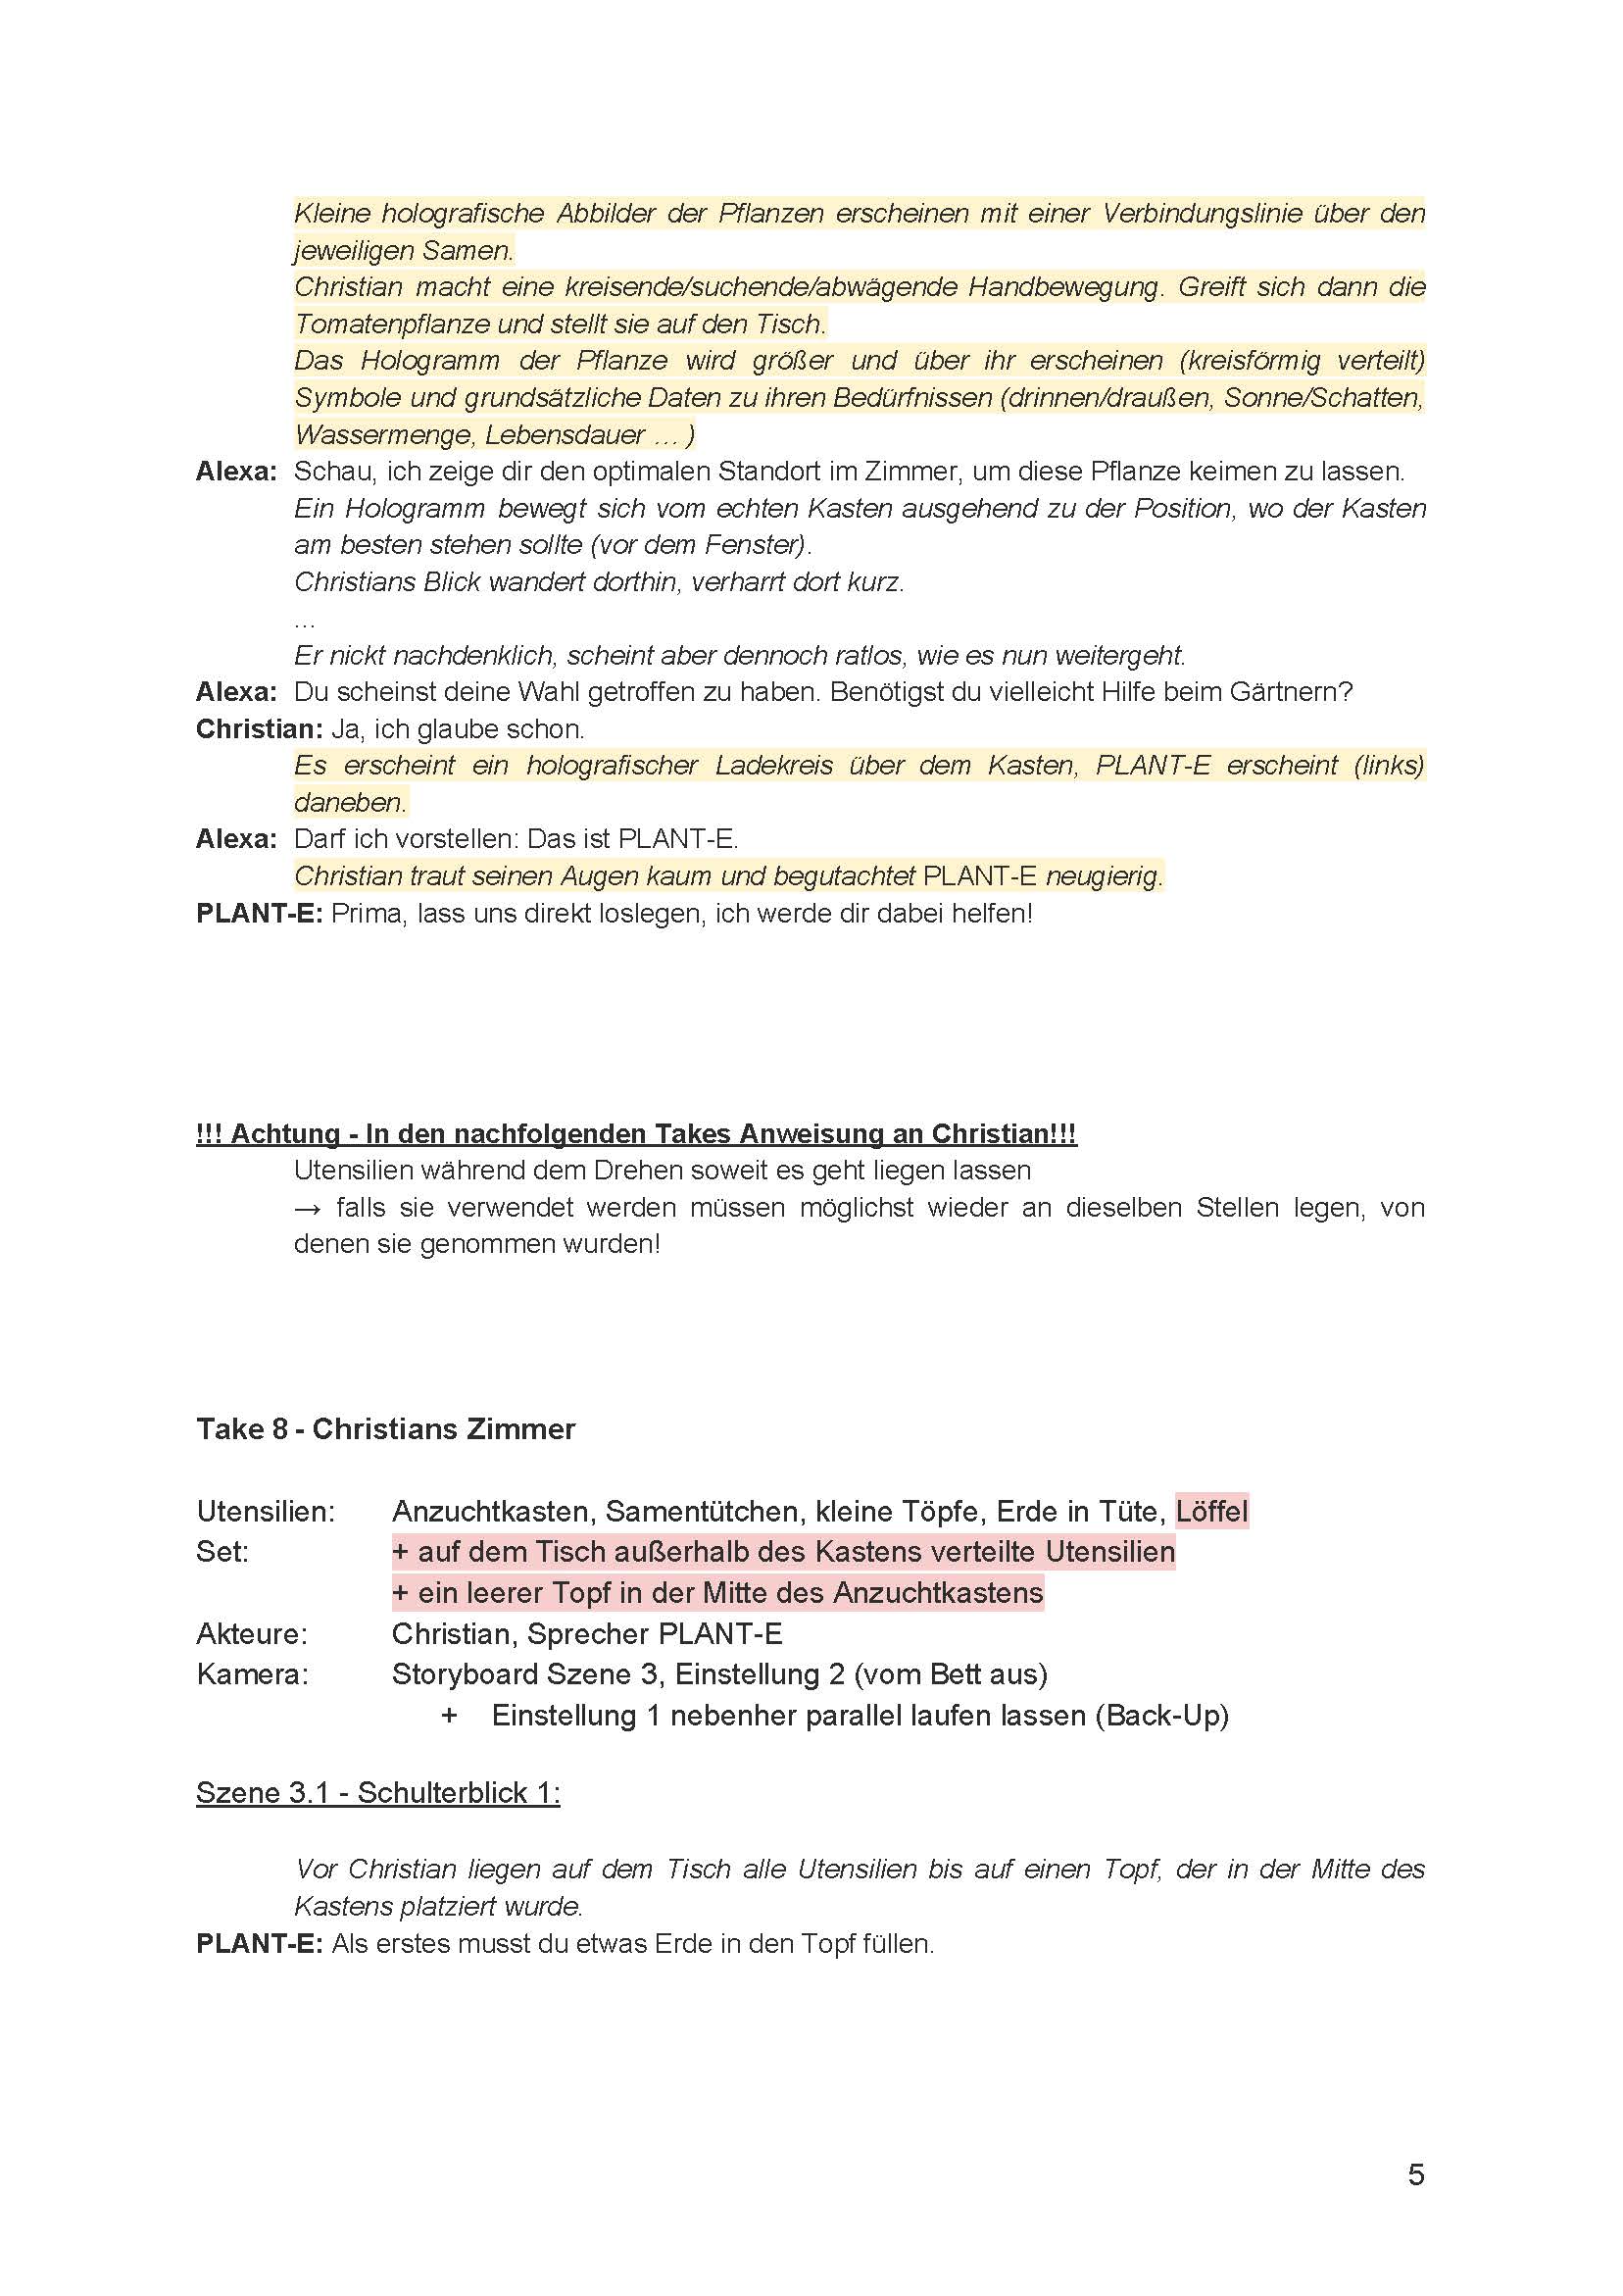 Kleine holografische Abbilder der Pflanzen erscheinen mit einer Verbindungslinie über den
jeweiligen Samen.
Christian macht eine kreisende/suchende/abwägende Handbewegung. Greift sich dann die
Tomatenpflanze und stellt sie auf den Tisch.
Das Hologramm der Pflanze wird größer und über ihr erscheinen (kreisförmig verteilt)
Symbole und grundsätzliche Daten zu ihren Bedürfnissen (drinnen/draußen, Sonne/Schatten,
Wassermenge, Lebensdauer … )
Alexa: Schau, ich zeige dir den optimalen Standort im Zimmer, um diese Pflanze keimen zu lassen.
Ein Hologramm bewegt sich vom echten Kasten ausgehend zu der Position, wo der Kasten
am besten stehen sollte (vor dem Fenster).
Christians Blick wandert dorthin, verharrt dort kurz.
…
Er nickt nachdenklich, scheint aber dennoch ratlos, wie es nun weitergeht.
Alexa: Du scheinst deine Wahl getroffen zu haben. Benötigst du vielleicht Hilfe beim Gärtnern?
Christian: Ja, ich glaube schon.
Es erscheint ein holografischer Ladekreis über dem Kasten, PLANT-E erscheint (links)
daneben.
Alexa: Darf ich vorstellen: Das ist PLANT-E.
Christian traut seinen Augen kaum und begutachtet PLANT-E neugierig.
PLANT-E: Prima, lass uns direkt loslegen, ich werde dir dabei helfen!
!!! Achtung - In den nachfolgenden Takes Anweisung an Christian!!!
Utensilien während dem Drehen soweit es geht liegen lassen
→ falls sie verwendet werden müssen möglichst wieder an dieselben Stellen legen, von
denen sie genommen wurden!
Take 8 - Christians Zimmer
Utensilien: Anzuchtkasten, Samentütchen, kleine Töpfe, Erde in Tüte, Löffel
Set: + auf dem Tisch außerhalb des Kastens verteilte Utensilien
+ ein leerer Topf in der Mitte des Anzuchtkastens
Akteure: Christian, Sprecher PLANT-E
Kamera: Storyboard Szene 3, Einstellung 2 (vom Bett aus)
+ Einstellung 1 nebenher parallel laufen lassen (Back-Up)
Szene 3.1 - Schulterblick 1:
Vor Christian liegen auf dem Tisch alle Utensilien bis auf einen Topf, der in der Mitte des
Kastens platziert wurde.
PLANT-E: Als erstes musst du etwas Erde in den Topf füllen.
5